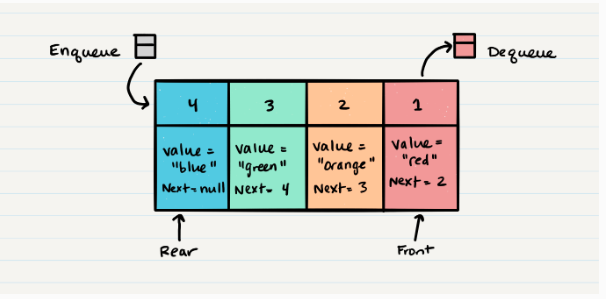 Enqueue
Dequeue
4 3 2 1
value = "blue" Next=null
value = "green" Next= 4
value = "orange" Next= 3
value = "red" Next= 2
Rear
Front